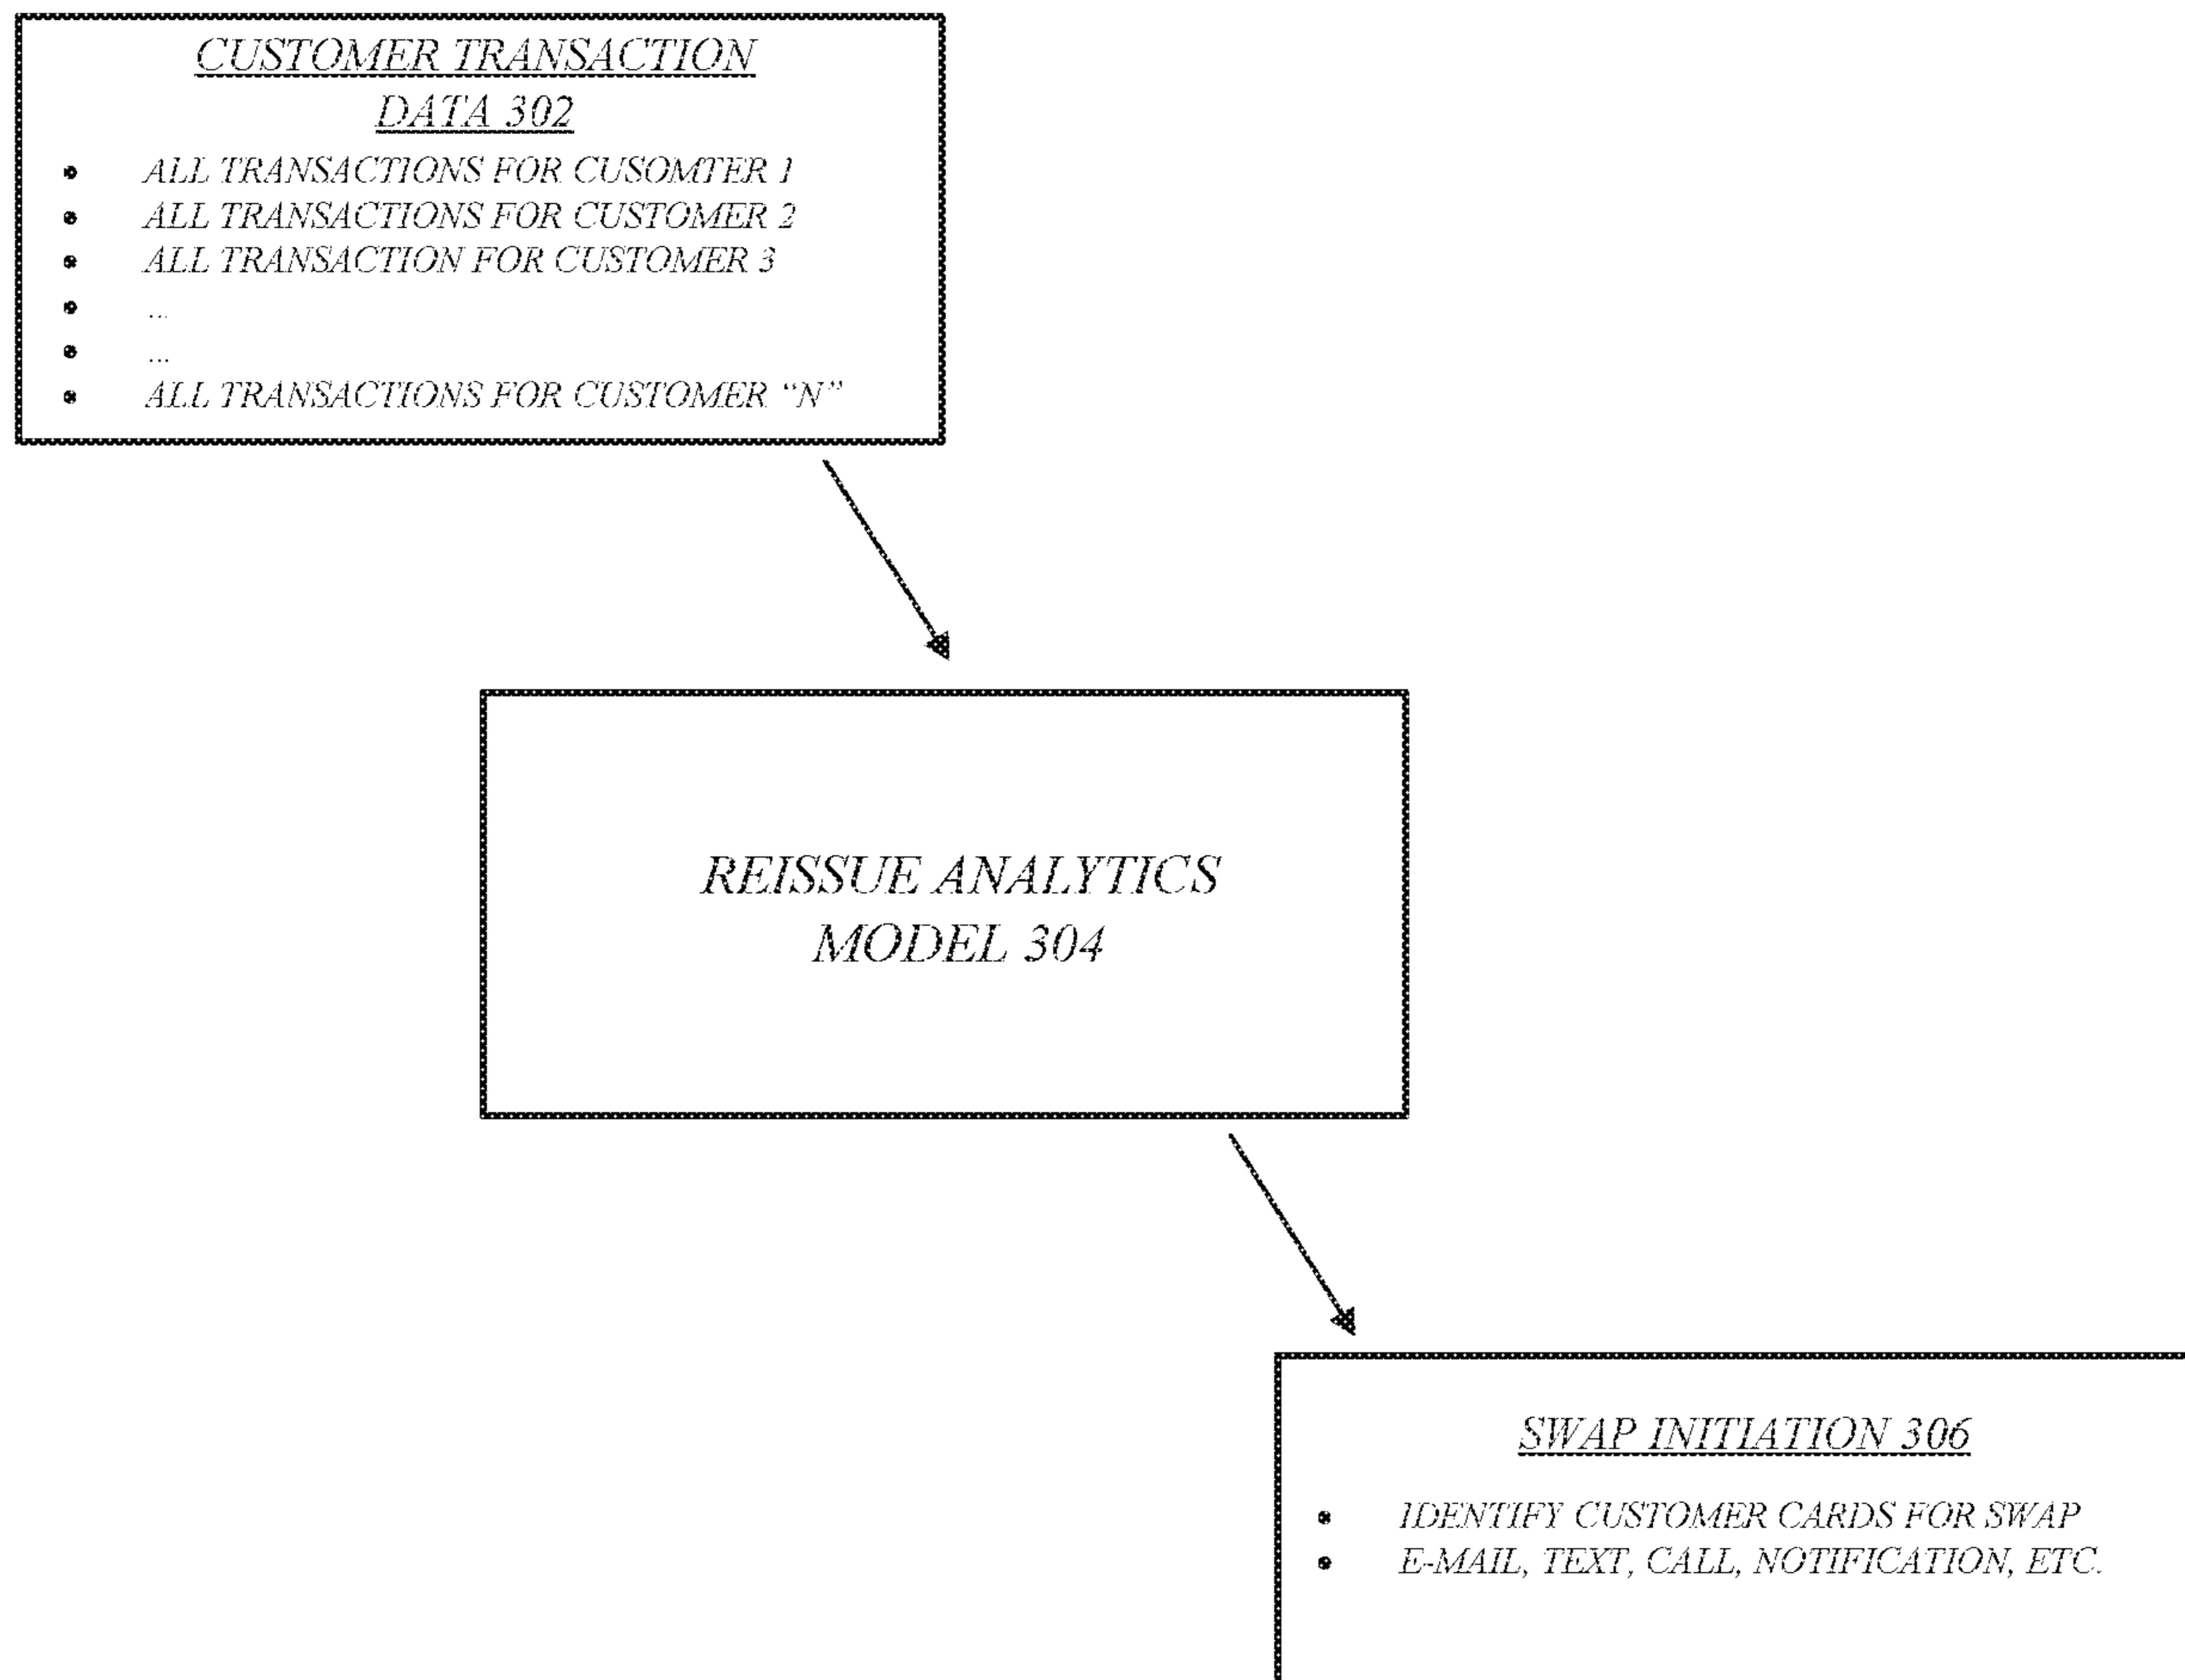 CUSTOMER TRANSACTION
DATA 302
• ALL TRANSACTIONS FOR CUSOMTER 1
• ALL TRANSACTIONS FOR CUSTOMER 2
• ALL TRANSACTION FOR CUSTOMER 3
• ...
• ...
• ALL TRANSACTIONS FOR CUSTOMER “N”
REISSUE ANALYTICS
MODEL 304
SWAP INITIATION 306
• IDENTIFY CUSTOMER CARDS FOR SWAP
• E-MAIL, TEXT, CALL, NOTIFICATION, ETC.